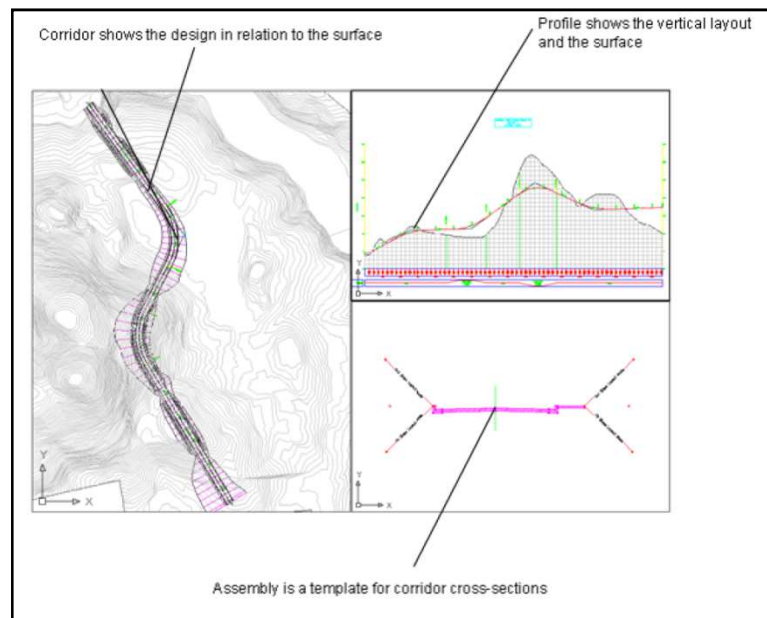 Corridor shows the design in relation to the surface
Profile shows the vertical layout
and the surface
Y
X
Y
X
Y
X
Assembly is a template for corridor cross-sections